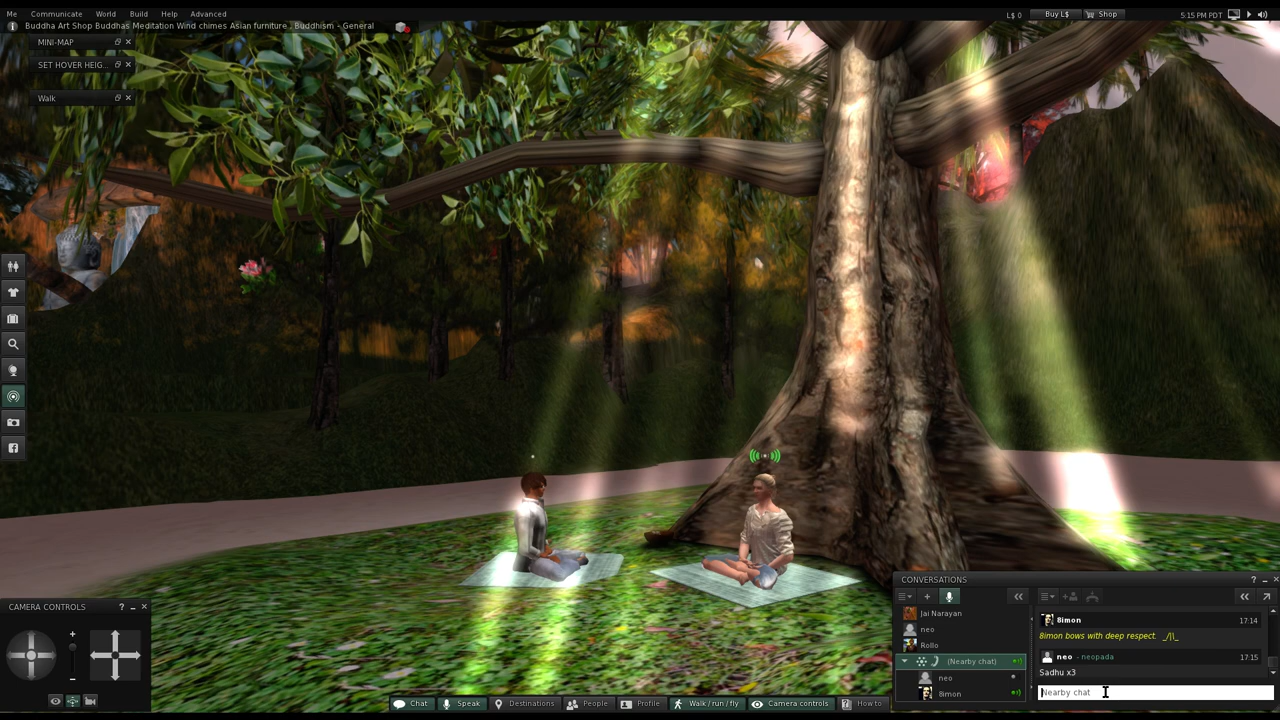 Me Communicate World Build Help Advanced
L$ 0 Buy L$ Shop 5:15 PM PDT
Buddha Art Shop Buddhas Meditation Wind chimes Asian furniture , Buddhism - General
MINI-MAP
SET HOVER HEIG...
Walk
CAMERA CONTROLS
CONVERSATIONS
Jai Narayan
neo
Rollo
(Nearby chat)
neo
8imon
8imon 17:14
8imon bows with deep respect. _/|\_
neo - neopada 17:15
Sadhu x3
Nearby chat
Chat Speak Destinations People Profile Walk / run / fly Camera controls How to